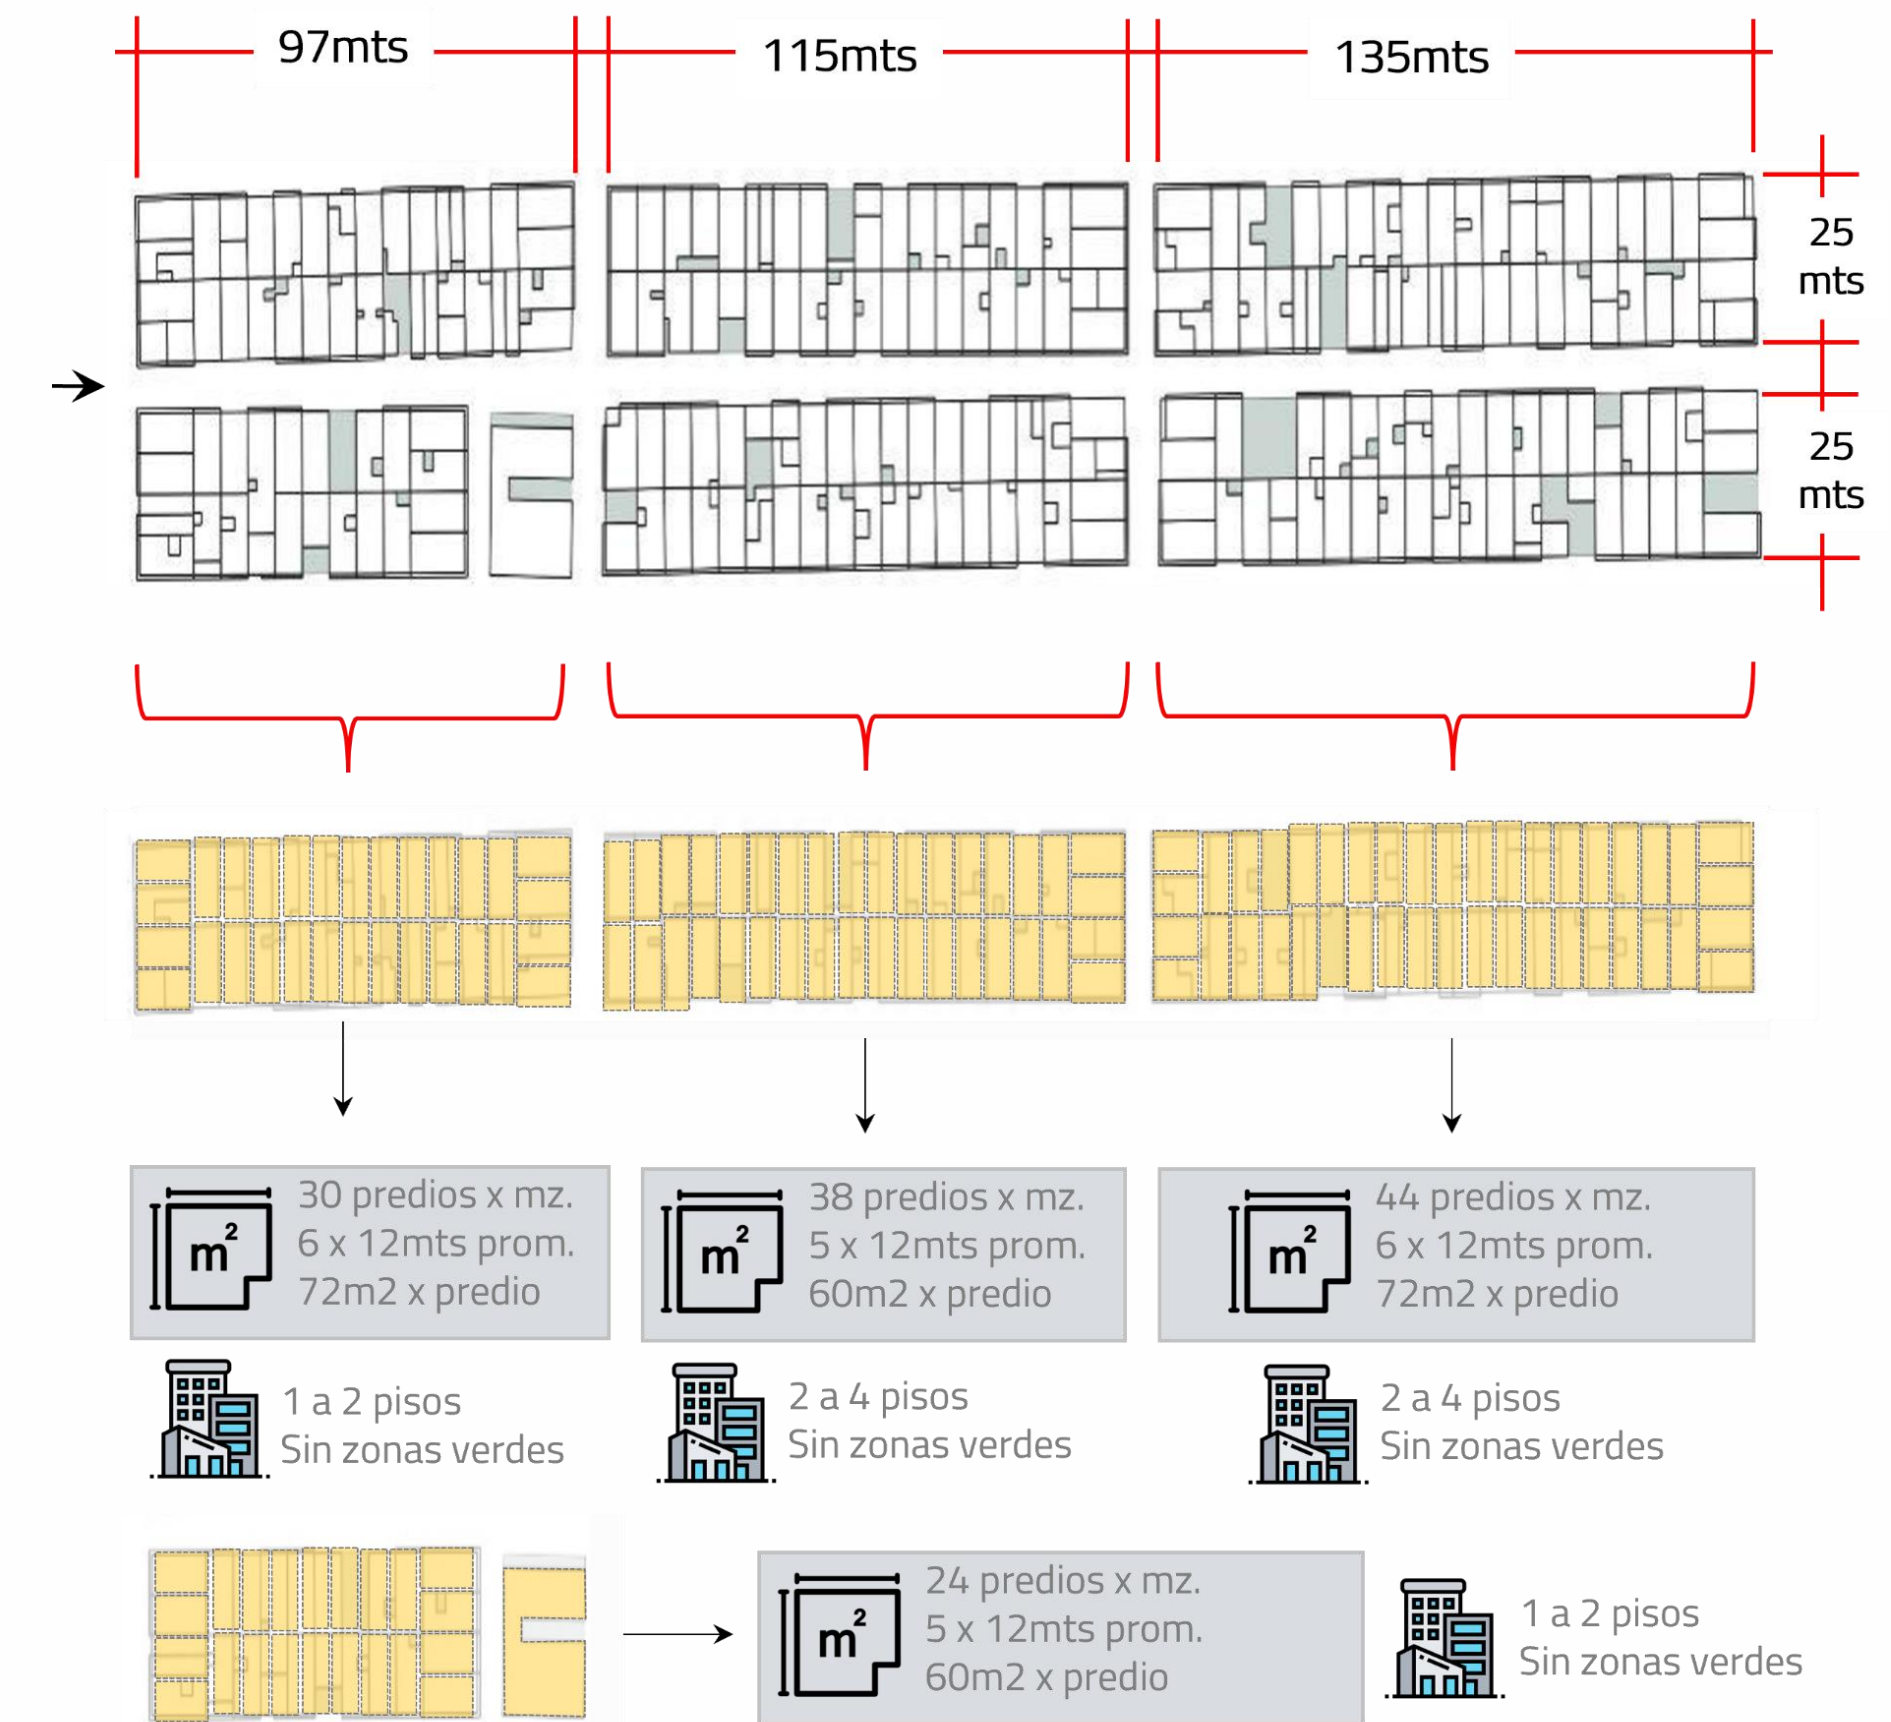 97mts
115mts
135mts
25
mts
25
mts
m²
30 predios x mz.
6 x 12mts prom.
72m2 x predio
m²
38 predios x mz.
5 x 12mts prom.
60m2 x predio
m²
44 predios x mz.
6 x 12mts prom.
72m2 x predio
1 a 2 pisos
Sin zonas verdes
2 a 4 pisos
Sin zonas verdes
2 a 4 pisos
Sin zonas verdes
m²
24 predios x mz.
5 x 12mts prom.
60m2 x predio
1 a 2 pisos
Sin zonas verdes